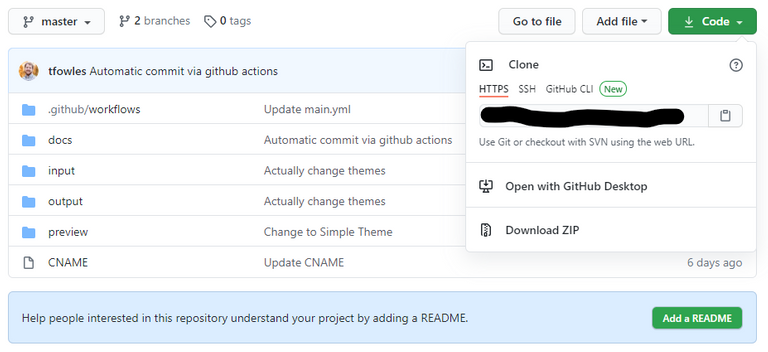 master 2 branches 0 tags Go to file Add file Code
tfowles Automatic commit via github actions
Clone
HTTPS SSH GitHub CLI New
Use Git or checkout with SVN using the web URL.
Open with GitHub Desktop
Download ZIP
.github/workflows Update main.yml
docs Automatic commit via github actions
input Actually change themes
output Actually change themes
preview Change to Simple Theme
CNAME Update CNAME 6 days ago
Help people interested in this repository understand your project by adding a README. Add a README